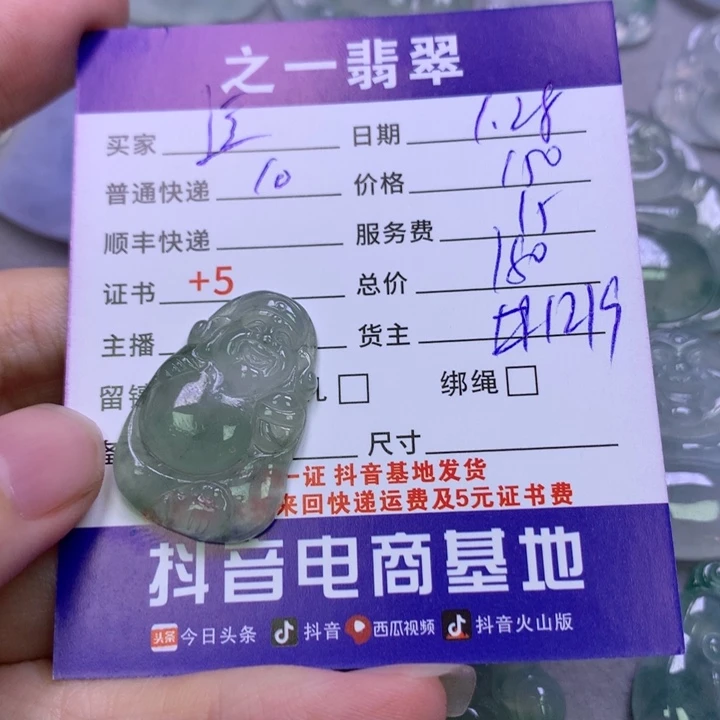 之一翡翠
买家 日期 1.28
普通快递 10 价格 150
顺丰快递 服务费 15
证书 +5 总价 180
主播 货主 1219
留 绑绳
尺寸
一证 抖音基地发货
来回快递运费及5元证书费
抖音电商基地
头条 今日头条 抖音 西瓜视频 抖音火山版